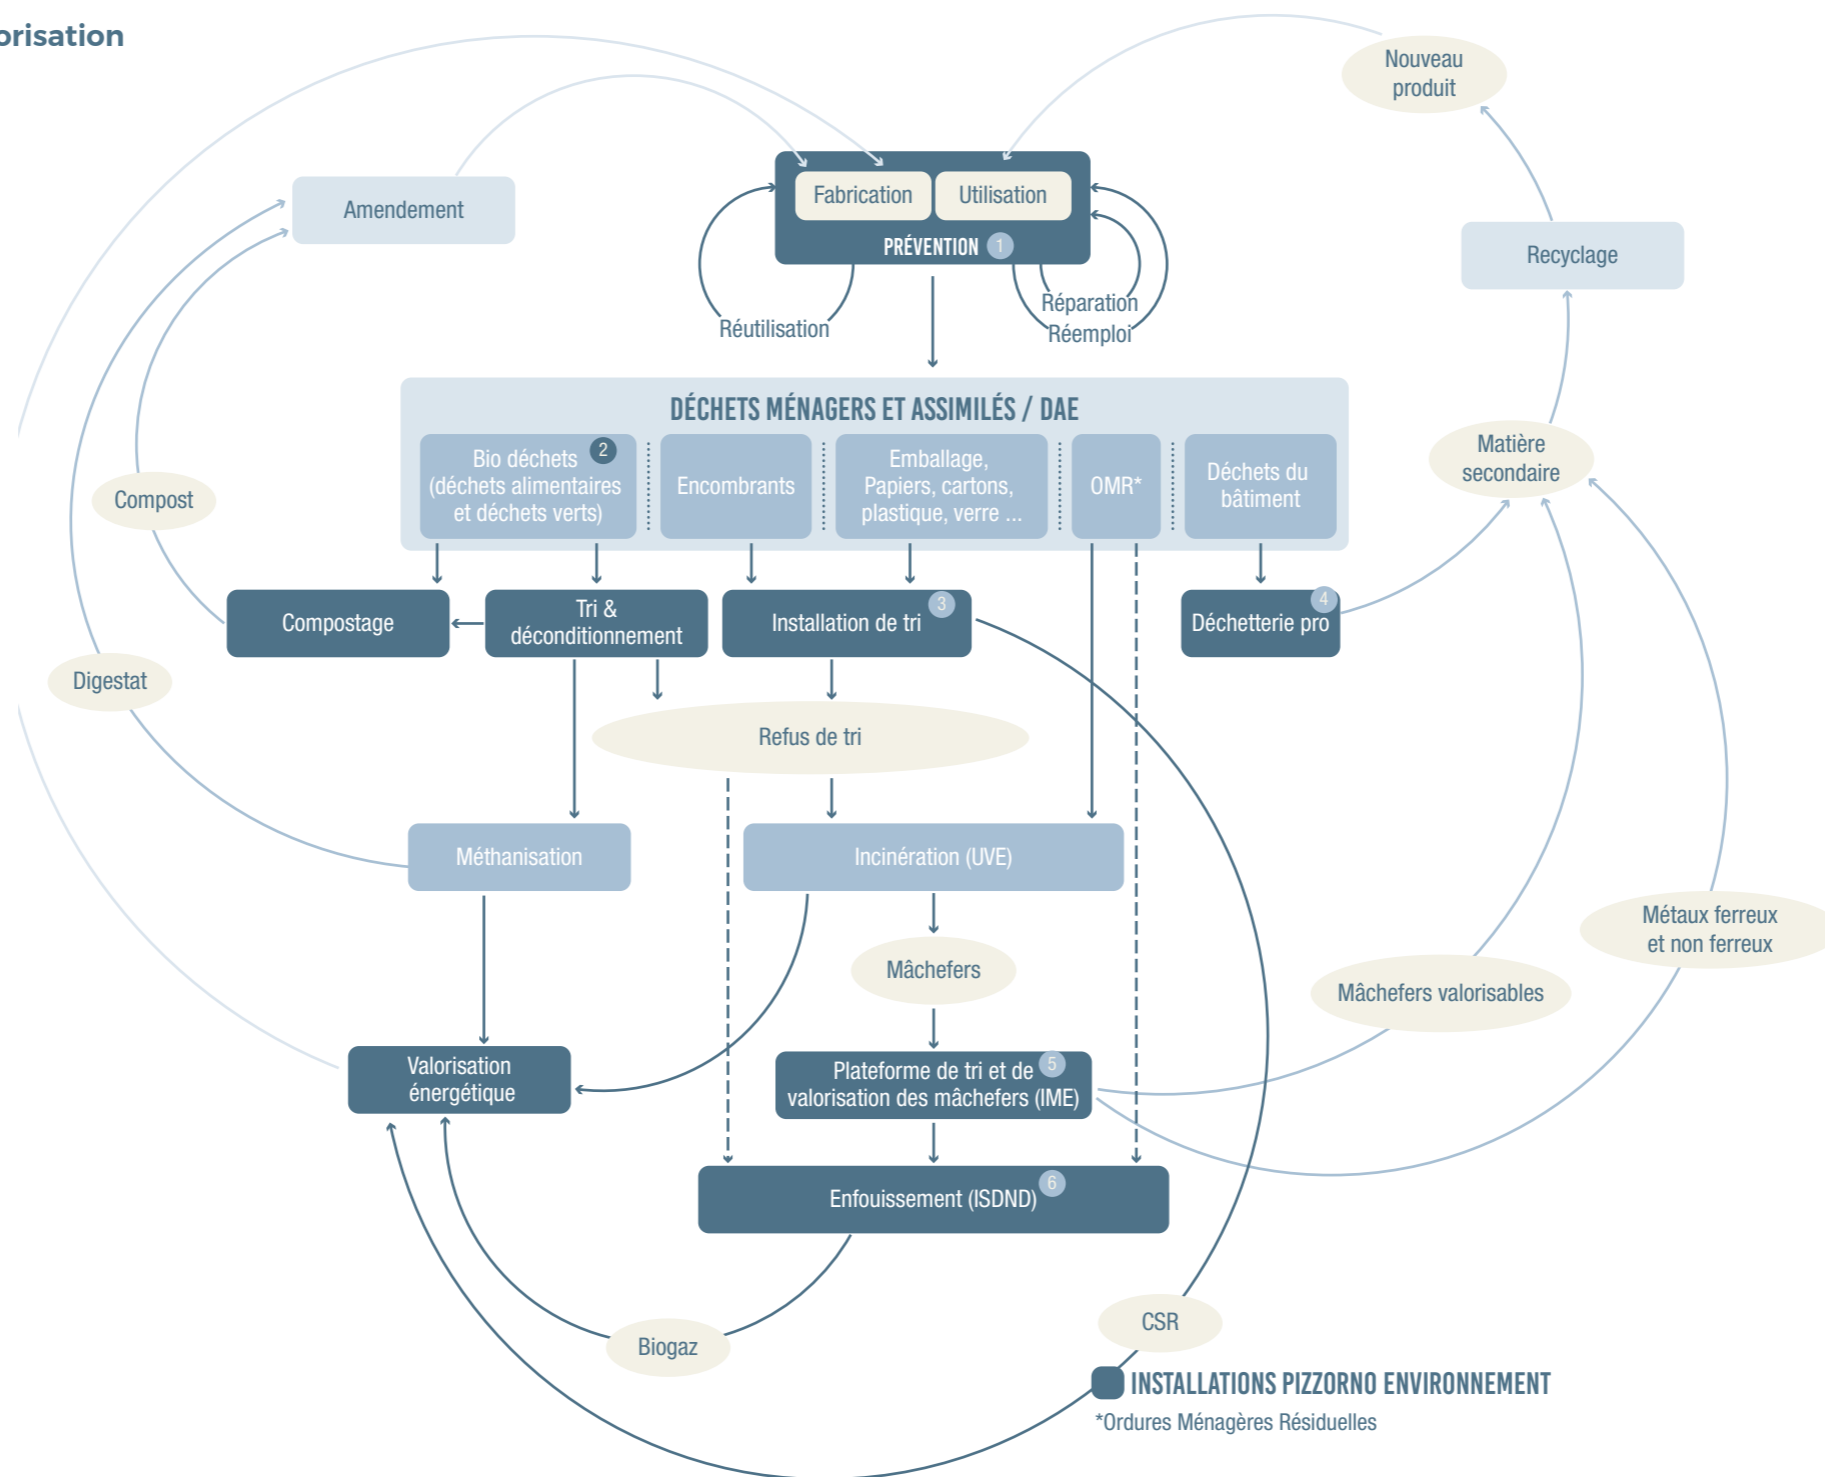 orisation
Nouveau
produit
Fabrication
Utilisation
PRÉVENTION 1
Amendement
Recyclage
Réutilisation
Réparation
Réemploi
DÉCHETS MÉNAGERS ET ASSIMILÉS / DAE
Bio déchets 2
(déchets alimentaires
et déchets verts)
Encombrants
Emballage,
Papiers, cartons,
plastique, verre ...
OMR*
Déchets du
bâtiment
Matière
secondaire
Compost
Compostage
Tri &
déconditionnement
Installation de tri 3
Déchetterie pro 4
Digestat
Refus de tri
Méthanisation
Incinération (UVE)
Métaux ferreux
et non ferreux
Mâchefers
Mâchefers valorisables
Valorisation
énergétique
Plateforme de tri et de 5
valorisation des mâchefers (IME)
Enfouissement (ISDND) 6
Biogaz
CSR
INSTALLATIONS PIZZORNO ENVIRONNEMENT
*Ordures Ménagères Résiduelles